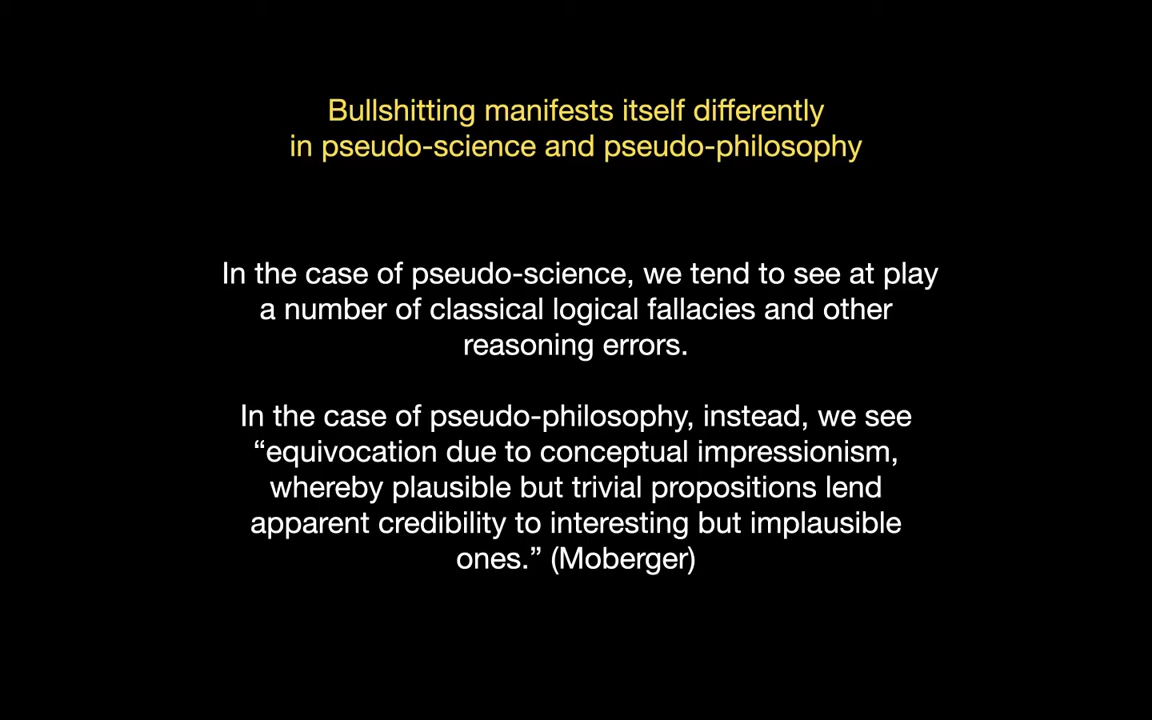 Bullshitting manifests itself differently
in pseudo-science and pseudo-philosophy
In the case of pseudo-science, we tend to see at play
a number of classical logical fallacies and other
reasoning errors.
In the case of pseudo-philosophy, instead, we see
“equivocation due to conceptual impressionism,
whereby plausible but trivial propositions lend
apparent credibility to interesting but implausible
ones.” (Moberger)